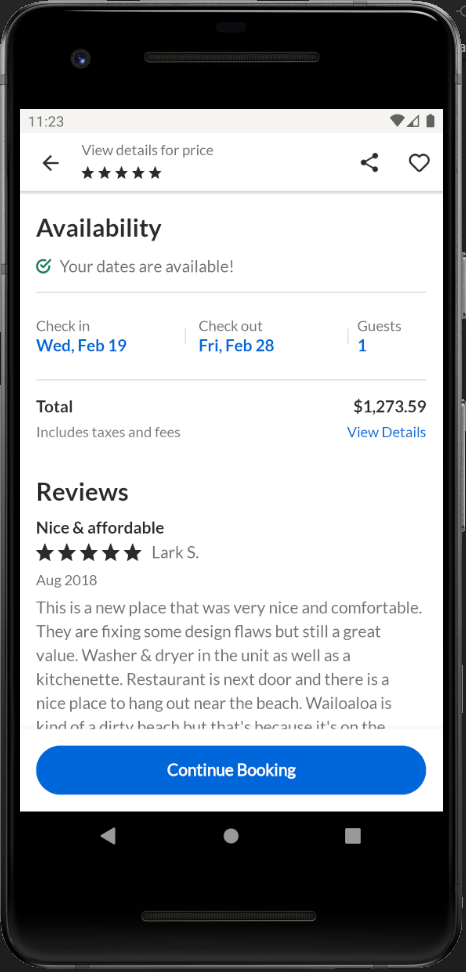 11:23
View details for price
Availability
Your dates are available!
Check in
Check out
Guests
Wed, Feb 19
Fri, Feb 28
1
Total
$1,273.59
Includes taxes and fees
View Details
Reviews
Nice & affordable
Lark S.
Aug 2018
This is a new place that was very nice and comfortable.
They are fixing some design flaws but still a great
value. Washer & dryer in the unit as well as a
kitchenette. Restaurant is next door and there is a
nice place to hang out near the beach. Wailoaloa is
kind of a dirty beach but that's because it's on the
Continue Booking